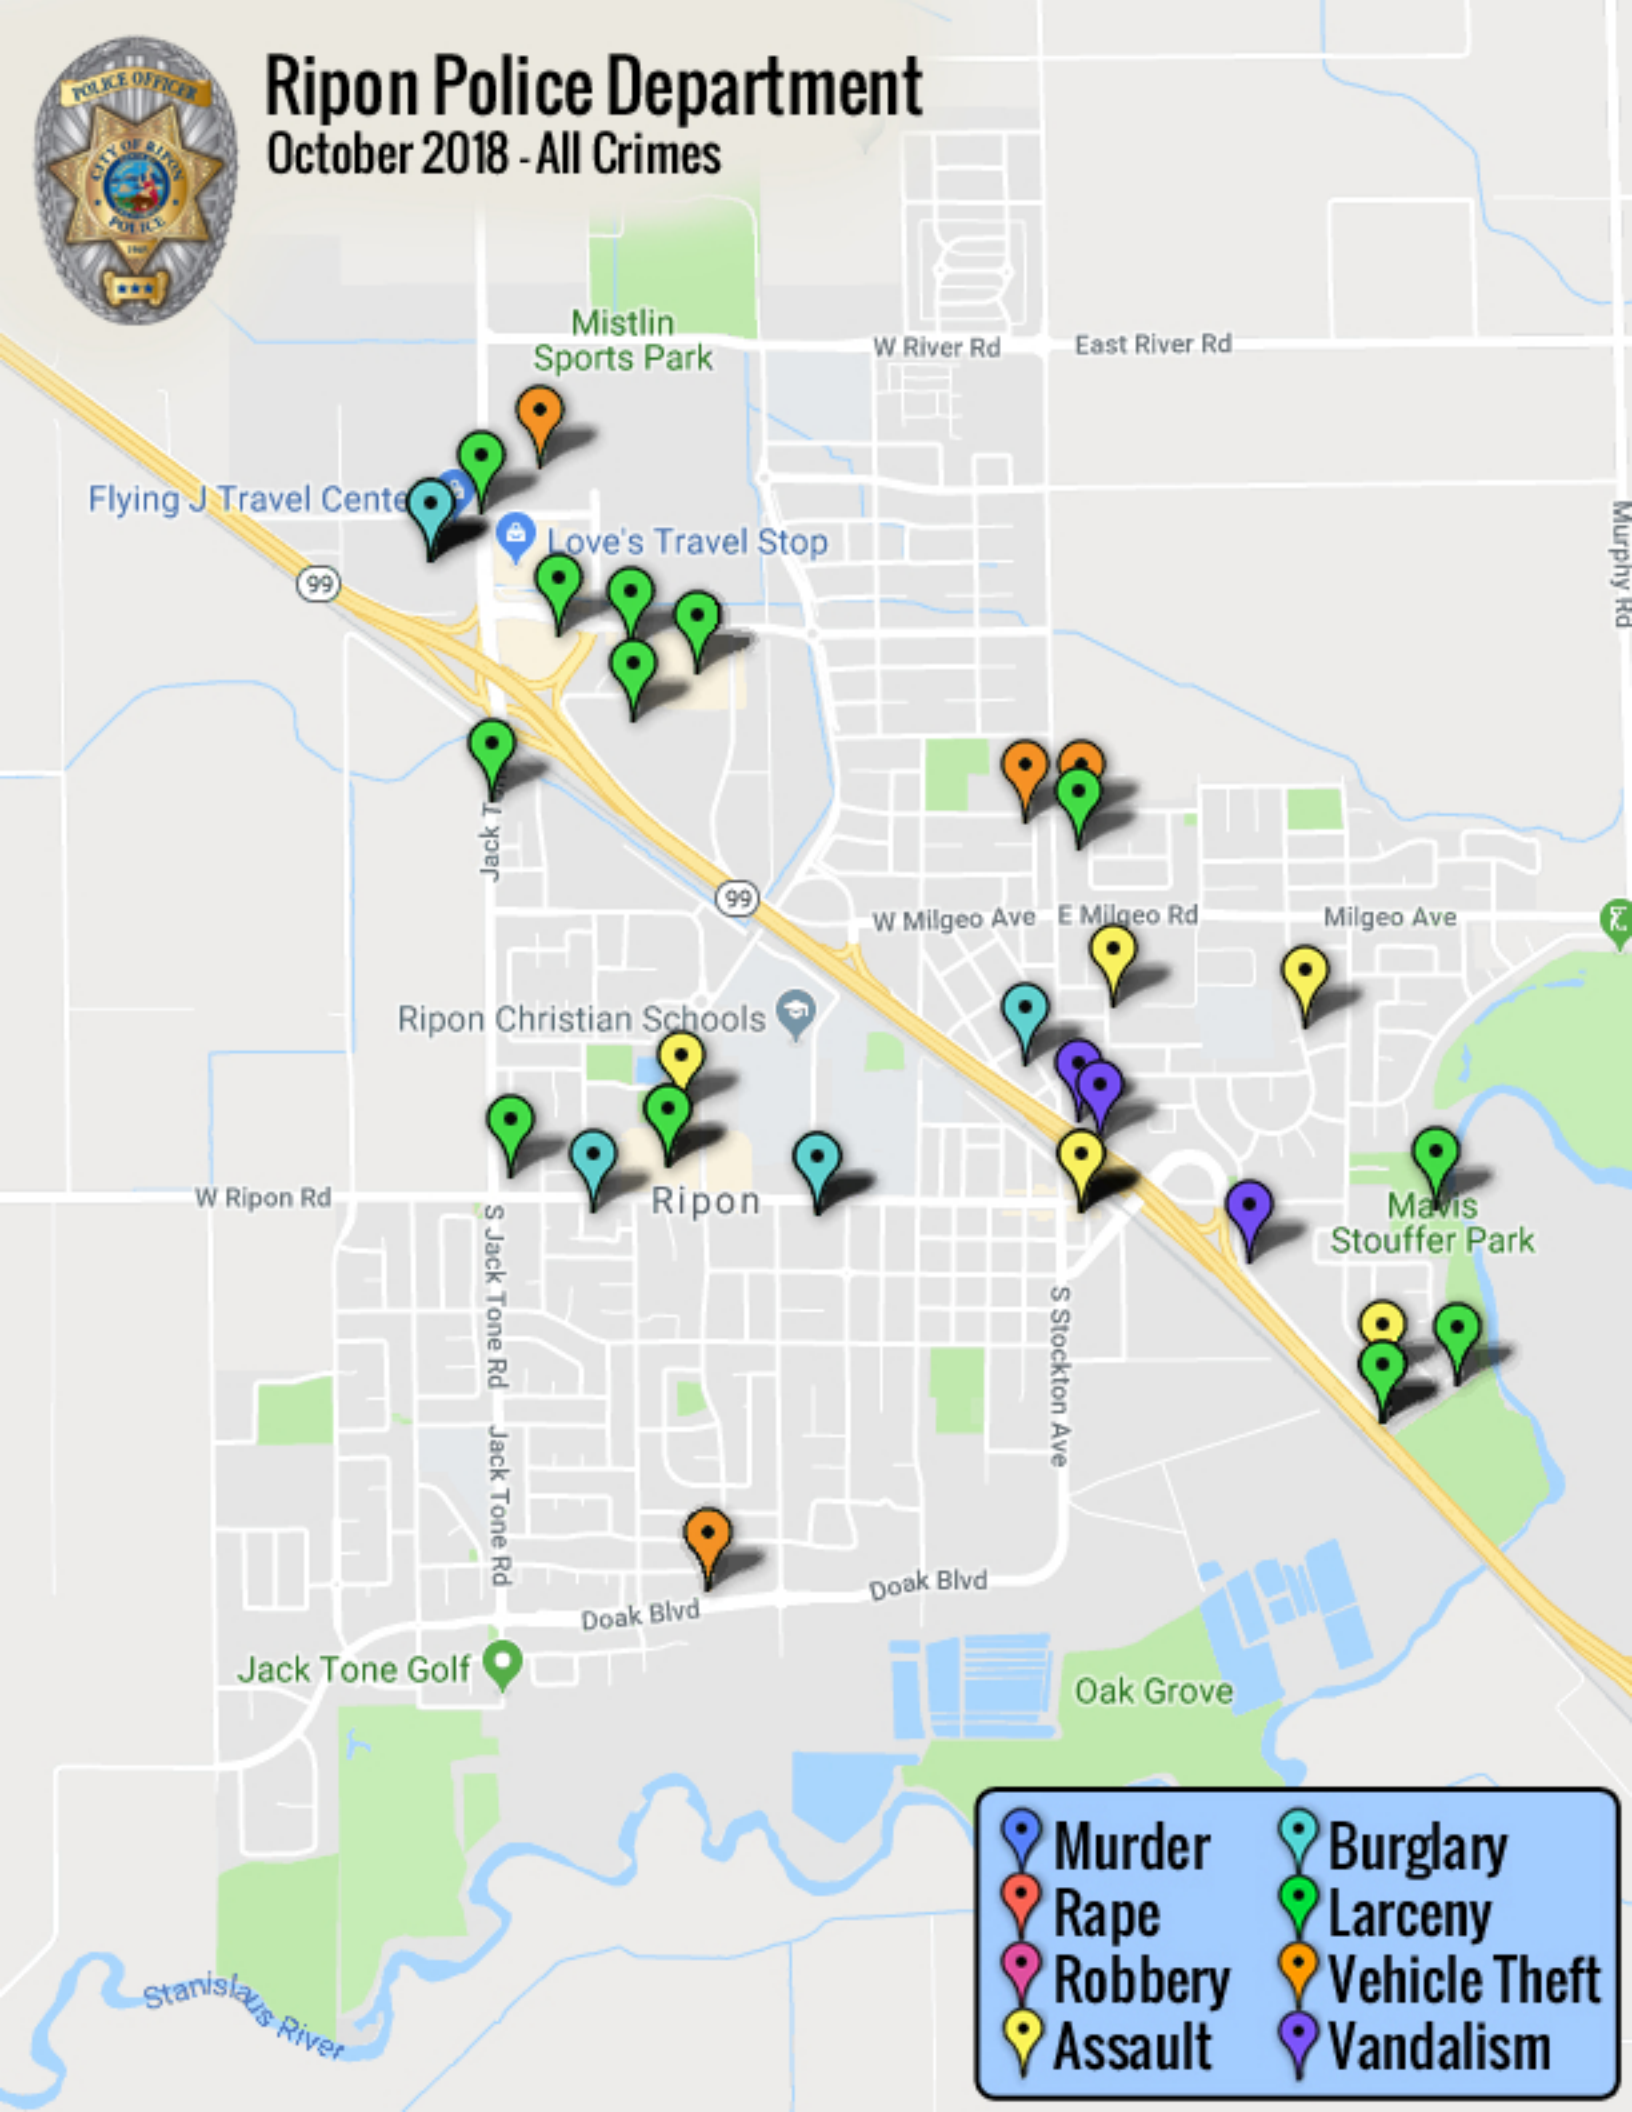 POLICE OFFICER
CITY OF RIPON
POLICE
Ripon Police Department
October 2018 - All Crimes
Mistlin
Sports Park
W River Rd
East River Rd
Flying J Travel Cente
Love's Travel Stop
99
Murphy Rd
Jack T
99
W Milgeo Ave
E Milgeo Rd
Milgeo Ave
Ripon Christian Schools
W Ripon Rd
Ripon
Mavis
Stouffer Park
S Jack Tone Rd
S Stockton Ave
Jack Tone Rd
Doak Blvd
Doak Blvd
Jack Tone Golf
Oak Grove
Stanislaus River
Murder
Burglary
Rape
Larceny
Robbery
Vehicle Theft
Assault
Vandalism